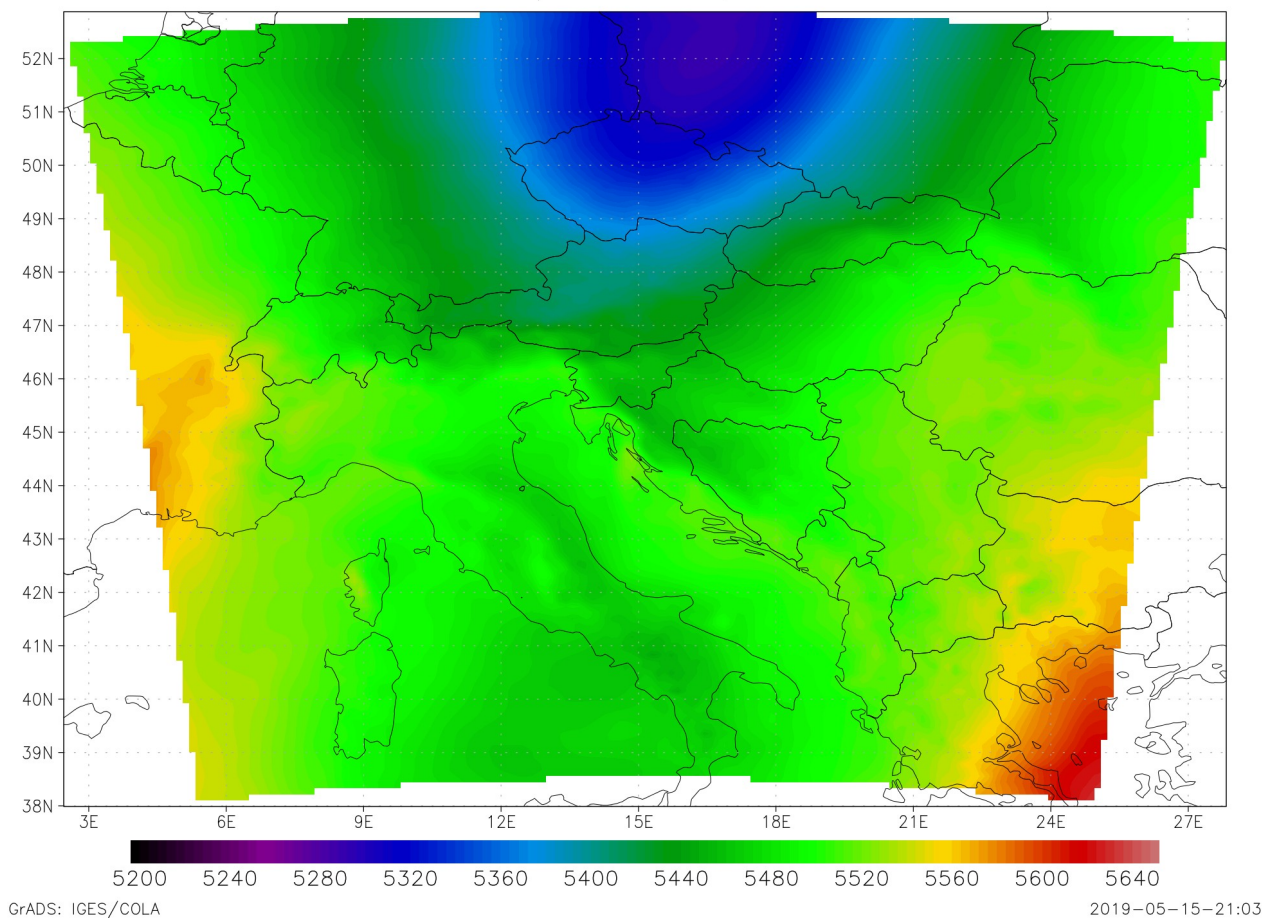 52N
51N
50N
49N
48N
47N
46N
45N
44N
43N
42N
41N
40N
39N
38N
3E 6E 9E 12E 15E 18E 21E 24E 27E
5200 5240 5280 5320 5360 5400 5440 5480 5520 5560 5600 5640
GrADS: IGES/COLA 2019-05-15-21:03